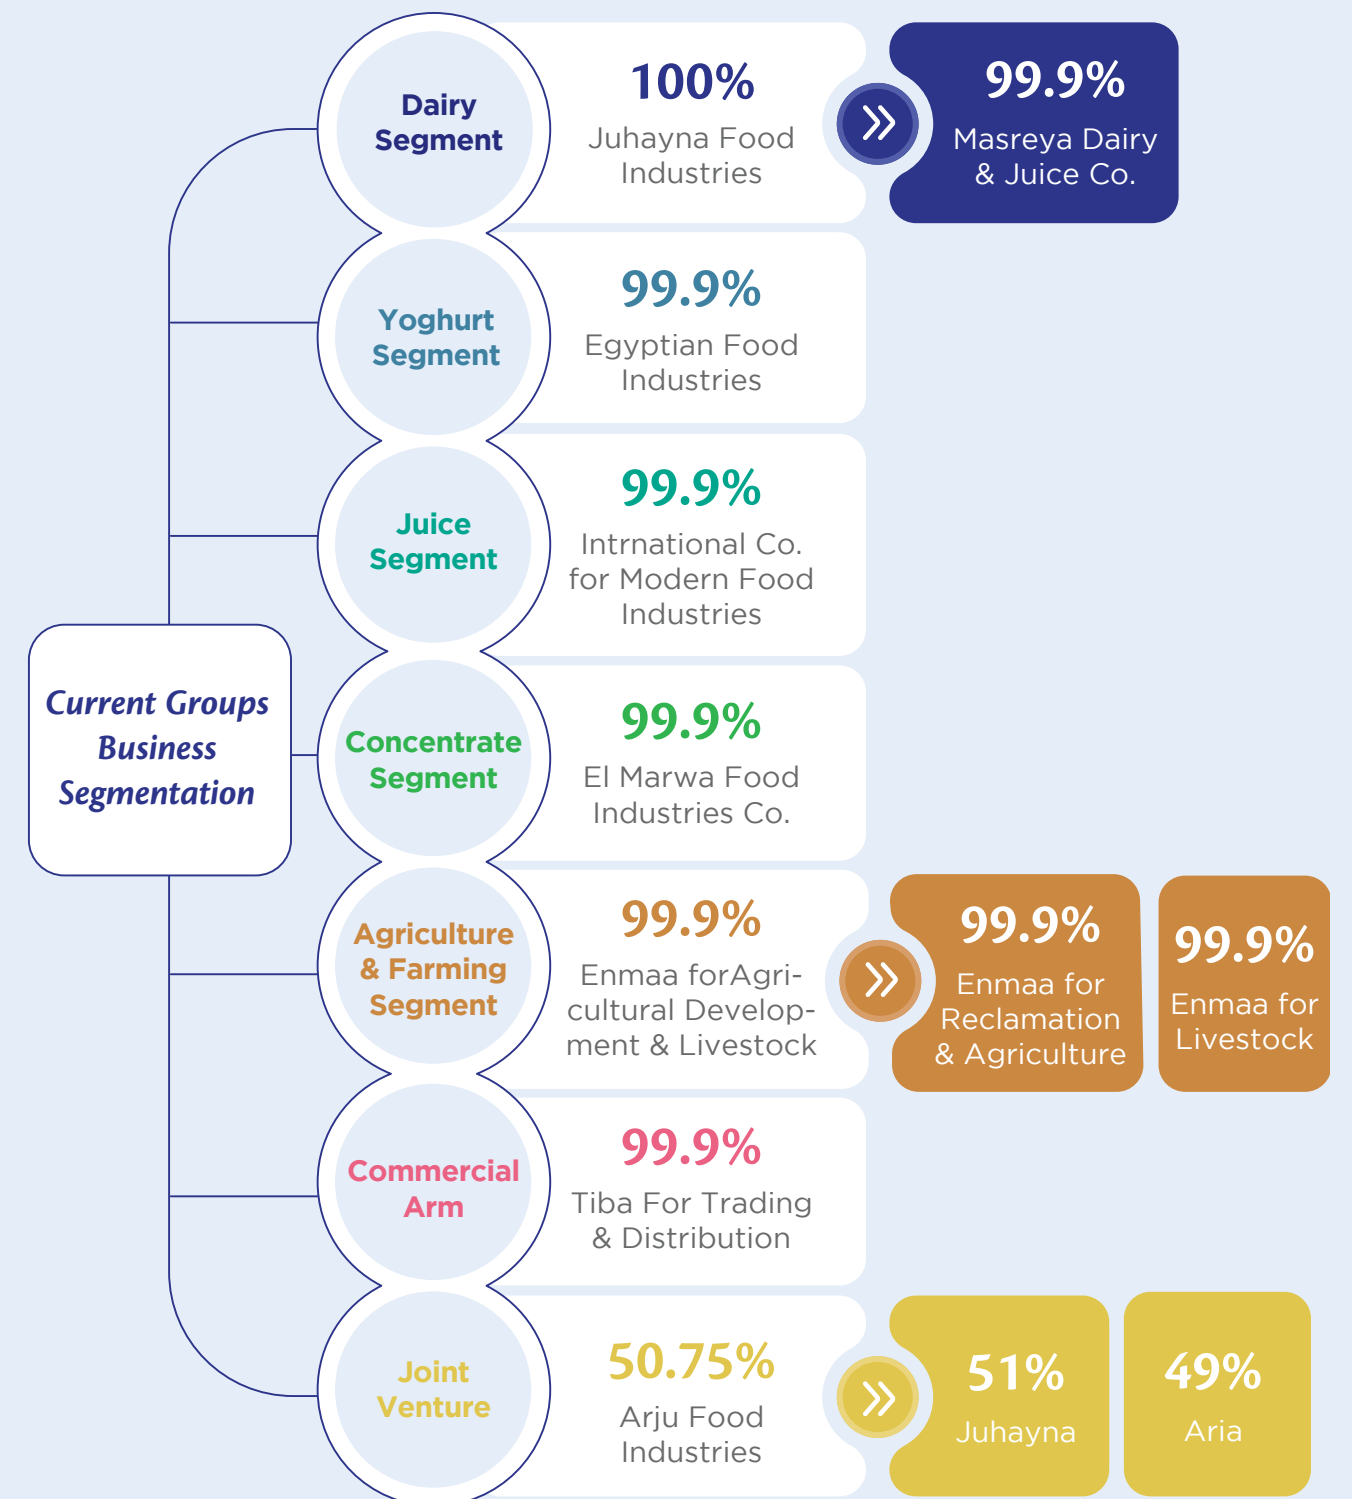 Current Groups
Business
Segmentation
Dairy
Segment
100%
Juhayna Food
Industries
99.9%
Masreya Dairy
& Juice Co.
Yoghurt
Segment
99.9%
Egyptian Food
Industries
Juice
Segment
99.9%
Intrnational Co.
for Modern Food
Industries
Concentrate
Segment
99.9%
El Marwa Food
Industries Co.
Agriculture
& Farming
Segment
99.9%
Enmaa forAgri-
cultural Develop-
ment & Livestock
99.9%
Enmaa for
Reclamation
& Agriculture
99.9%
Enmaa for
Livestock
Commercial
Arm
99.9%
Tiba For Trading
& Distribution
Joint
Venture
50.75%
Arju Food
Industries
51%
Juhayna
49%
Aria